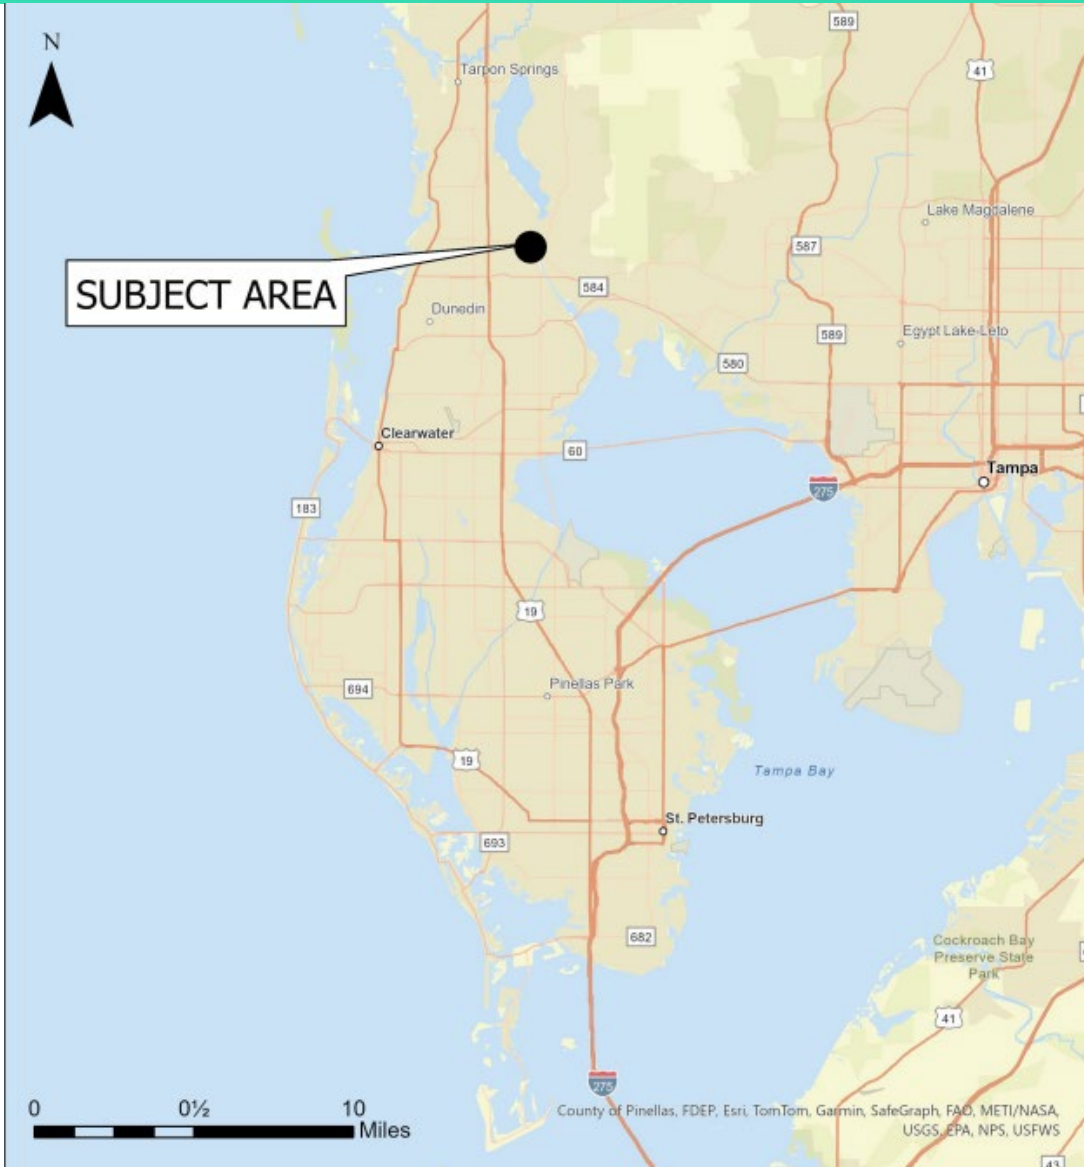 N
589
41
Tarpon Springs
Lake Magdalene
587
SUBJECT AREA
584
Dunedin
589
Egypt Lake-Leto
580
Clearwater
60
Tampa
275
183
19
Pinellas Park
694
19
Tampa Bay
St. Petersburg
693
682
Cockroach Bay
Preserve State
Park
41
275
0 0½ 10
Miles
County of Pinellas, FDEP, Esri, TomTom, Garmin, SafeGraph, FAO, METI/NASA,
USGS, EPA, NPS, USFWS
43